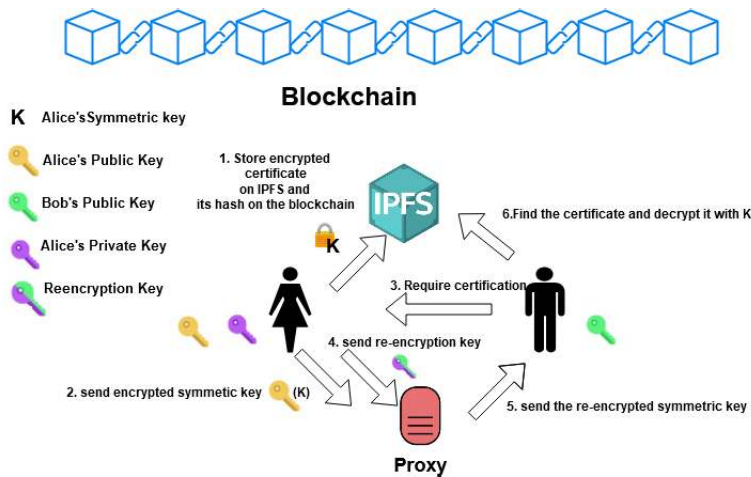 Blockchain
K Alice'sSymmetric key
Alice's Public Key
Bob's Public Key
Alice's Private Key
Reencryption Key
1. Store encrypted
certificate
on IPFS and
its hash on the blockchain
IPFS
K
6.Find the certificate and decrypt it with K
3. Require certification
4. send re-encryption key
2. send encrypted symmetic key (K)
5. send the re-encrypted symmetric key
Proxy